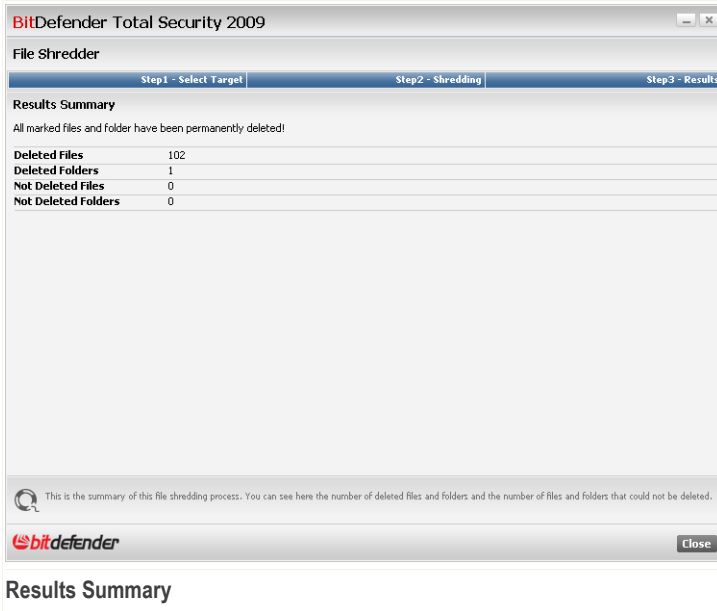 BitDefender Total Security 2009
File Shredder
Step1 - Select Target
Step2 - Shredding
Step3 - Results
Results Summary
All marked files and folder have been permanently deleted!
Deleted Files 102
Deleted Folders 1
Not Deleted Files 0
Not Deleted Folders 0
This is the summary of this file shredding process. You can see here the number of deleted files and folders and the number of files and folders that could not be deleted.
bitdefender
Close
Results Summary